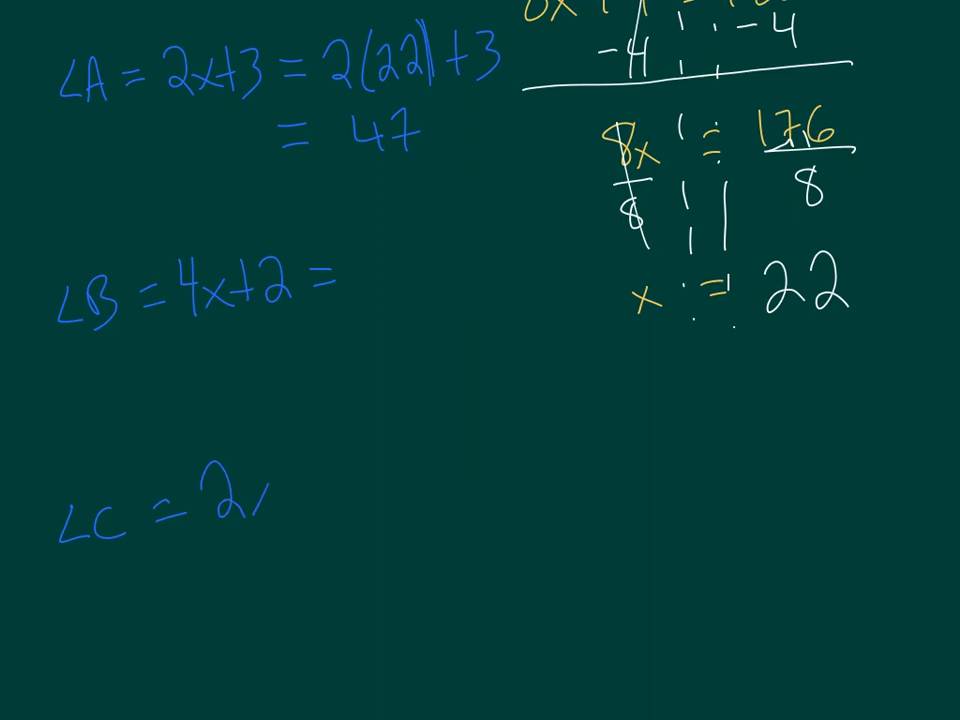 ∠A = 2x+3 = 2(22)+3
= 47
∠B = 4x+2 =
∠C = 2
-4 -4
8x = 176
8 8
x = 22